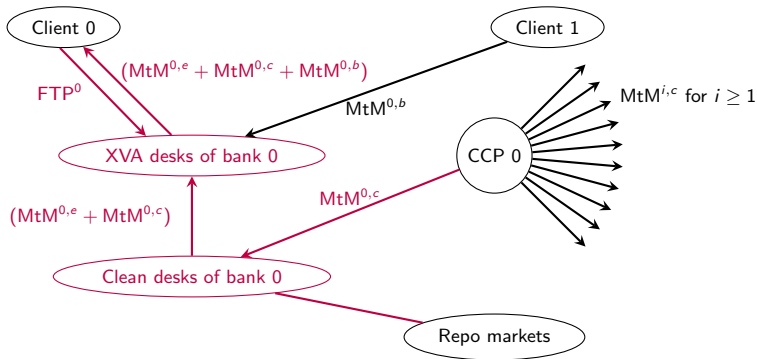 Client 0
Client 1
(MtM^{0,e} + MtM^{0,c} + MtM^{0,b})
FTP^0
MtM^{0,b}
MtM^{i,c} for i ≥ 1
XVA desks of bank 0
CCP 0
MtM^{0,c}
(MtM^{0,e} + MtM^{0,c})
Clean desks of bank 0
Repo markets